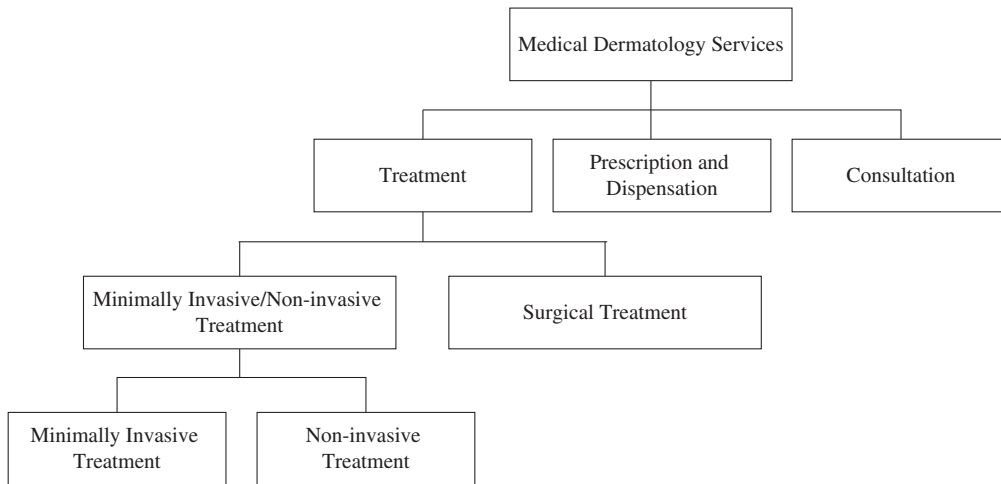 Medical Dermatology Services
Treatment
Prescription and
Dispensation
Consultation
Minimally Invasive/Non-invasive
Treatment
Surgical Treatment
Minimally Invasive
Treatment
Non-invasive
Treatment